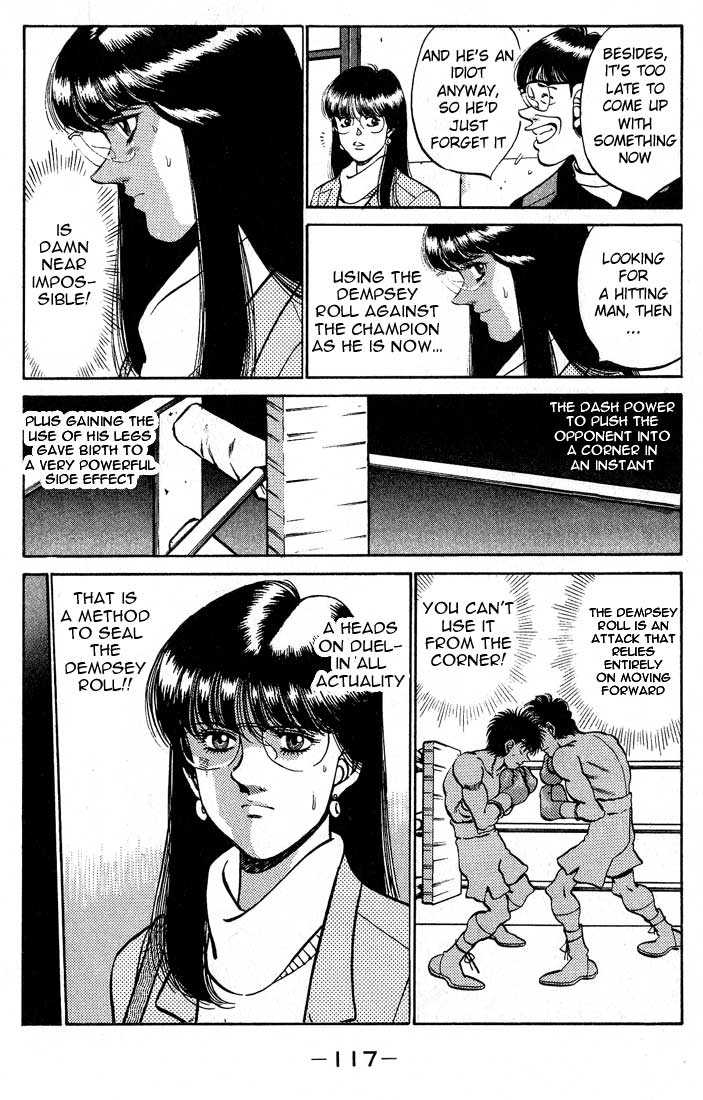 BESIDES,
IT'S TOO
LATE TO
COME UP
WITH
SOMETHING
NOW
AND HE'S AN
IDIOT
ANYWAY,
SO HE'D
JUST
FORGET IT
LOOKING
FOR
A HITTING
MAN, THEN
...
USING THE
DEMPSEY
ROLL AGAINST
THE CHAMPION
AS HE IS NOW...
IS
DAMN
NEAR
IMPOS-
SIBLE!
THE DASH POWER
TO PUSH THE
OPPONENT INTO
A CORNER IN
AN INSTANT
PLUS GAINING THE
USE OF HIS LEGS
GAVE BIRTH TO
A VERY POWERFUL
SIDE EFFECT
THE DEMPSEY
ROLL IS AN
ATTACK THAT
RELIES
ENTIRELY
ON MOVING
FORWARD
YOU CAN'T
USE IT
FROM THE
CORNER!
A HEADS
ON DUEL-
IN ALL
ACTUALITY
THAT IS
A METHOD
TO SEAL
THE
DEMPSEY
ROLL!!
-117-